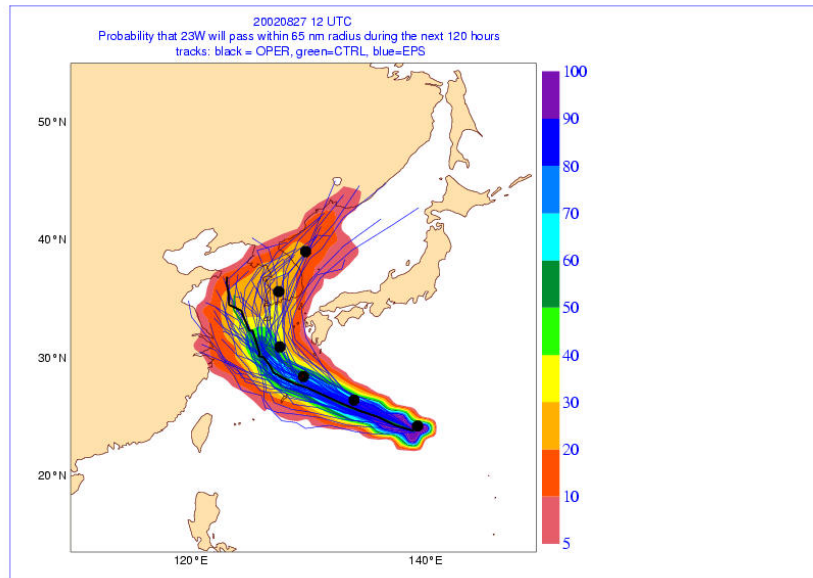 20020827 12 UTC
Probability that 23W will pass within 65 nm radius during the next 120 hours
tracks: black = OPER, green=CTRL, blue=EPS
50°N
40°N
30°N
20°N
120°E
140°E
100
90
80
70
60
50
40
30
20
10
5